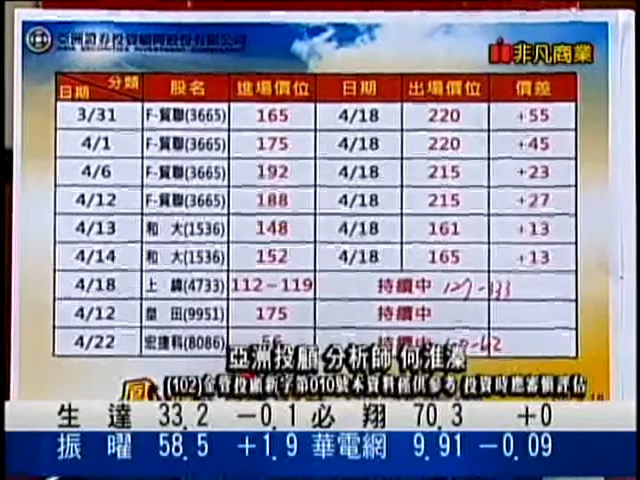 亞洲證券投資顧問股份有限公司
非凡商業
日期 分類 股名 進場價位 日期 出場價位 價差
3/31 F-貿聯(3665) 165 4/18 220 +55
4/1 F-貿聯(3665) 175 4/18 220 +45
4/6 F-貿聯(3665) 192 4/18 215 +23
4/12 F-貿聯(3665) 188 4/18 215 +27
4/13 和 大(1536) 148 4/18 161 +13
4/14 和 大(1536) 152 4/18 165 +13
4/18 上 緯(4733) 112-119 持續中 127-133
4/12 皇 田(9951) 175 持續中
4/22 宏捷科(8086) 持續中
亞洲投顧 分析師 何淮濠
(102)金管投顧新字第010號本資料僅供參考 投資時應審慎評估
生達 33.2 -0.1 必翔 70.3 +0
振曜 58.5 +1.9 華電網 9.91 -0.09